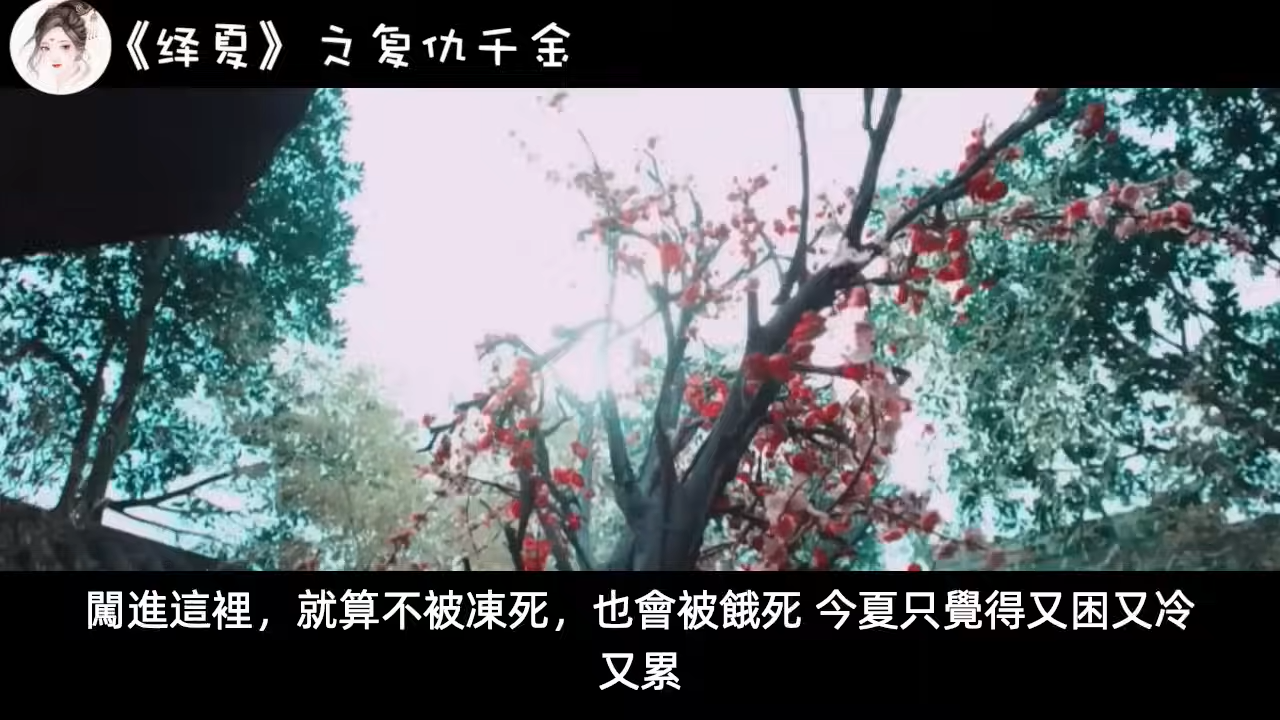 《绎夏》之复仇千金
闖進這裡，就算不被凍死，也會被餓死 今夏只覺得又困又冷
又累